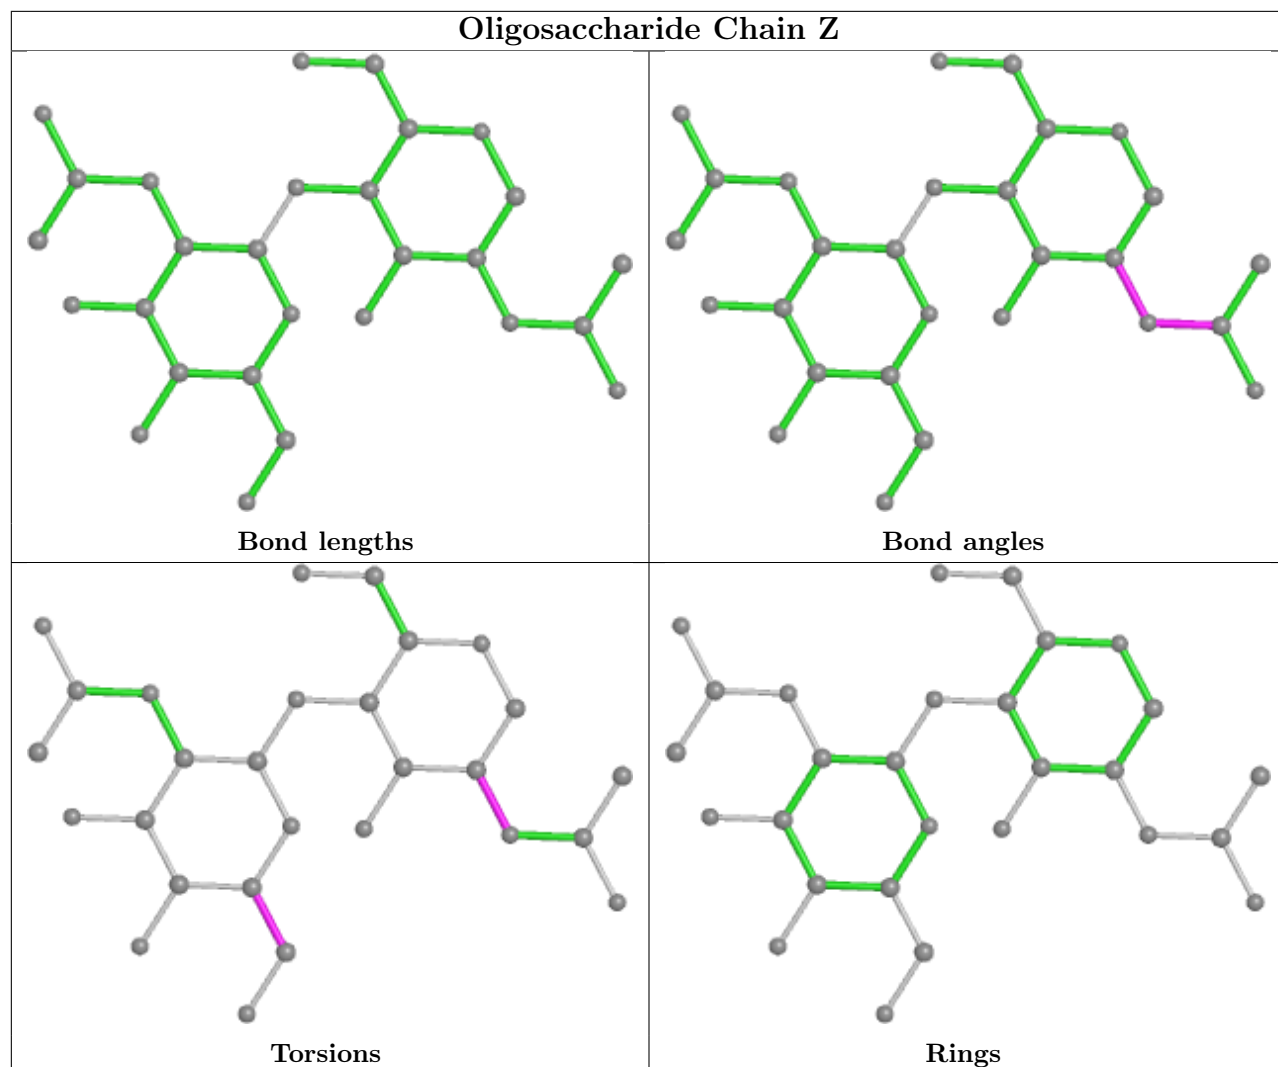 Oligosaccharide Chain Z
Bond lengths
Bond angles
Torsions
Rings